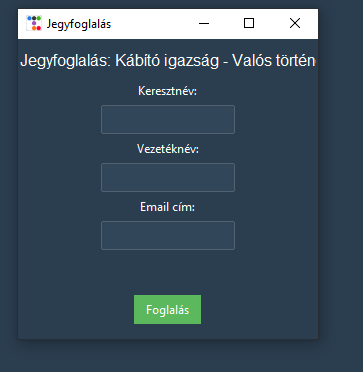 Jegyfoglalás
Jegyfoglalás: Kábító igazság - Valós történ
Keresztnév:
Vezetéknév:
Email cím:
Foglalás